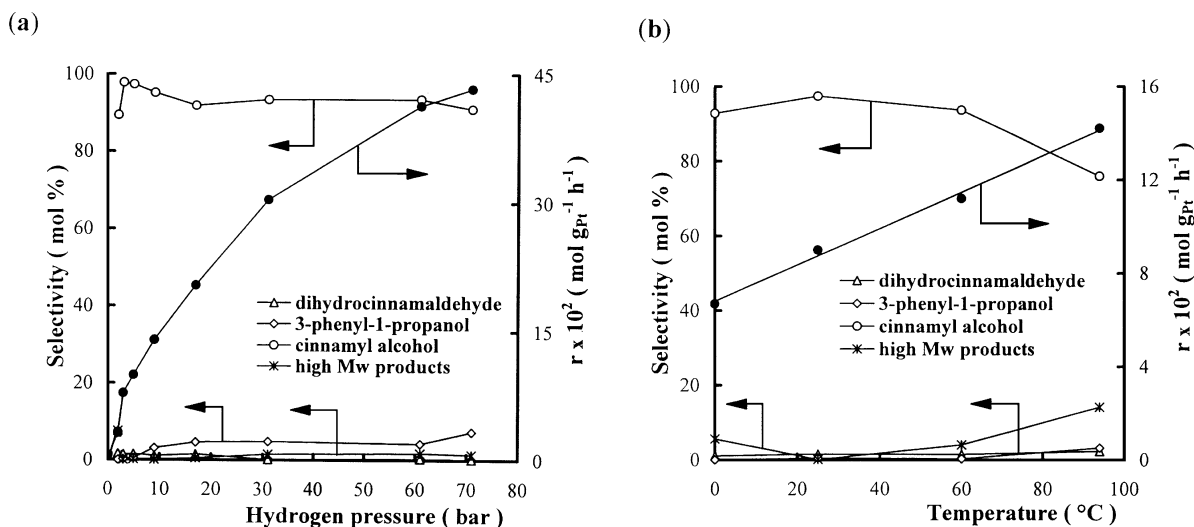 (a)
100
80
60
40
20
0
Selectivity ( mol % )
45
30
15
0
r x 10² ( mol gPt⁻¹ h⁻¹ )
dihydrocinnamaldehyde
3-phenyl-1-propanol
cinnamyl alcohol
high Mw products
0 10 20 30 40 50 60 70 80
Hydrogen pressure ( bar )
(b)
100
80
60
40
20
0
Selectivity ( mol % )
16
12
8
4
0
r x 10² ( mol gPt⁻¹ h⁻¹ )
dihydrocinnamaldehyde
3-phenyl-1-propanol
cinnamyl alcohol
high Mw products
0 20 40 60 80 100
Temperature ( °C )